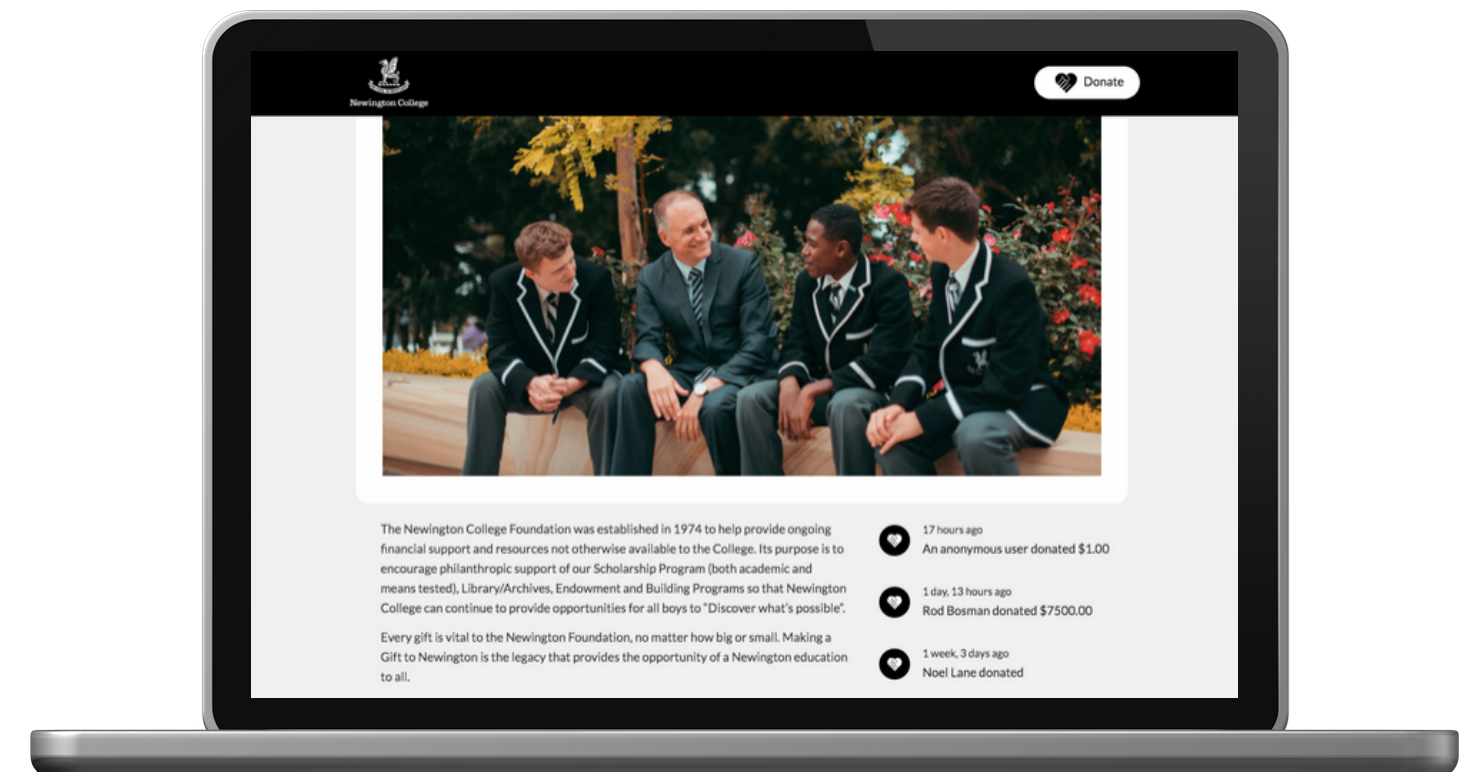 Newington College
Donate
The Newington College Foundation was established in 1974 to help provide ongoing
financial support and resources not otherwise available to the College. Its purpose is to
encourage philanthropic support of our Scholarship Program (both academic and
means tested), Library/Archives, Endowment and Building Programs so that Newington
College can continue to provide opportunities for all boys to "Discover what's possible".
Every gift is vital to the Newington Foundation, no matter how big or small. Making a
Gift to Newington is the legacy that provides the opportunity of a Newington education
to all.
17 hours ago
An anonymous user donated $1.00
1 day, 13 hours ago
Rod Bosman donated $7500.00
1 week, 3 days ago
Noel Lane donated